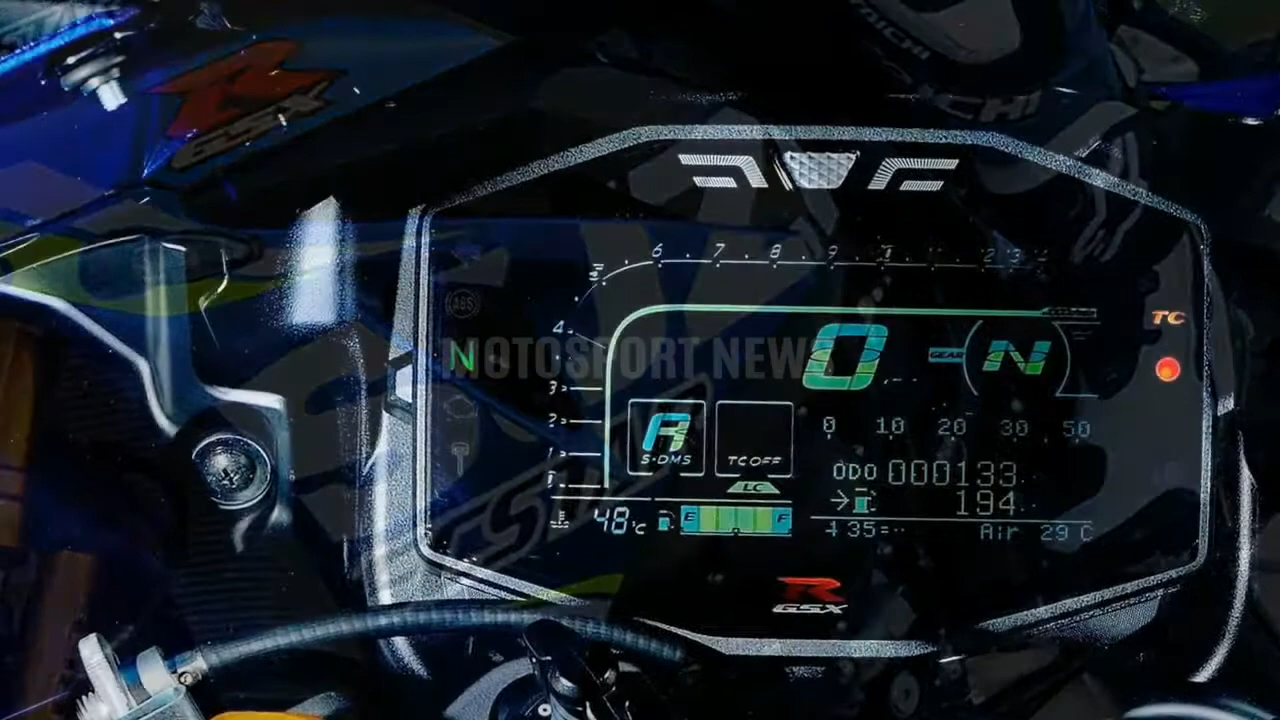 R
GSX
6 7 8 9
ABS
4
TC
MOTOSPORT NEWS
N
0
GEAR
N
3
2
A
S-DMS
TC OFF
0 10 20 30 50
ODO 000133
LC
194
48°C
E F
Air 29°C
R
GSX